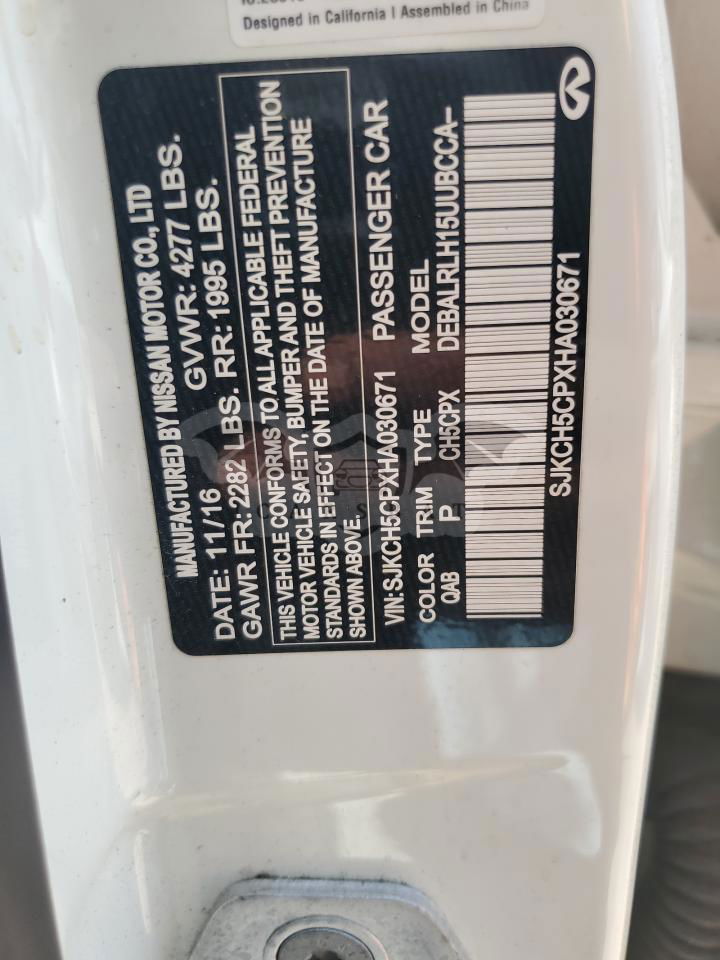 Designed in California | Assembled in China
MANUFACTURED BY NISSAN MOTOR CO., LTD
DATE: 11/16 GVWR: 4277 LBS.
GAWR FR: 2282 LBS. RR: 1995 LBS.
THIS VEHICLE CONFORMS TO ALL APPLICABLE FEDERAL
MOTOR VEHICLE SAFETY, BUMPER AND THEFT PREVENTION
STANDARDS IN EFFECT ON THE DATE OF MANUFACTURE
SHOWN ABOVE.
VIN:SJKCH5CPXHA030671 PASSENGER CAR
COLOR TRIM TYPE MODEL
QAB P CH5CPX DEBALRLH15UUBCCA--
SJKCH5CPXHA030671